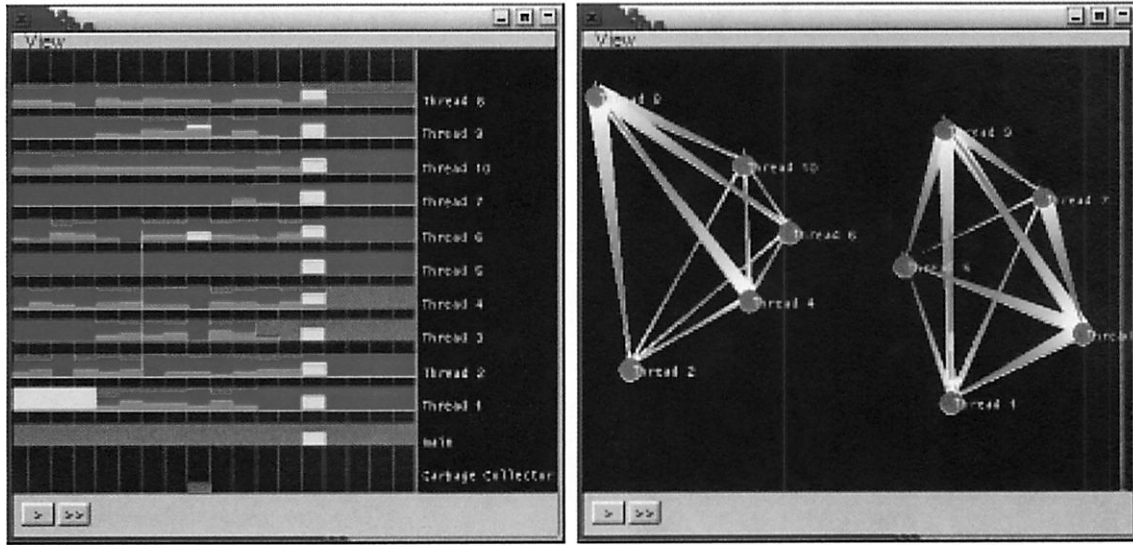 View
Thread 8
Thread 9
Thread 10
Thread 7
Thread 6
Thread 5
Thread 4
Thread 3
Thread 2
Thread 1
main
Garbage Collector
> >>
View
Thread 8
Thread 10
Thread 6
Thread 4
Thread 2
Thread 9
Thread 7
Thread
Thread
Thread 1
> >>